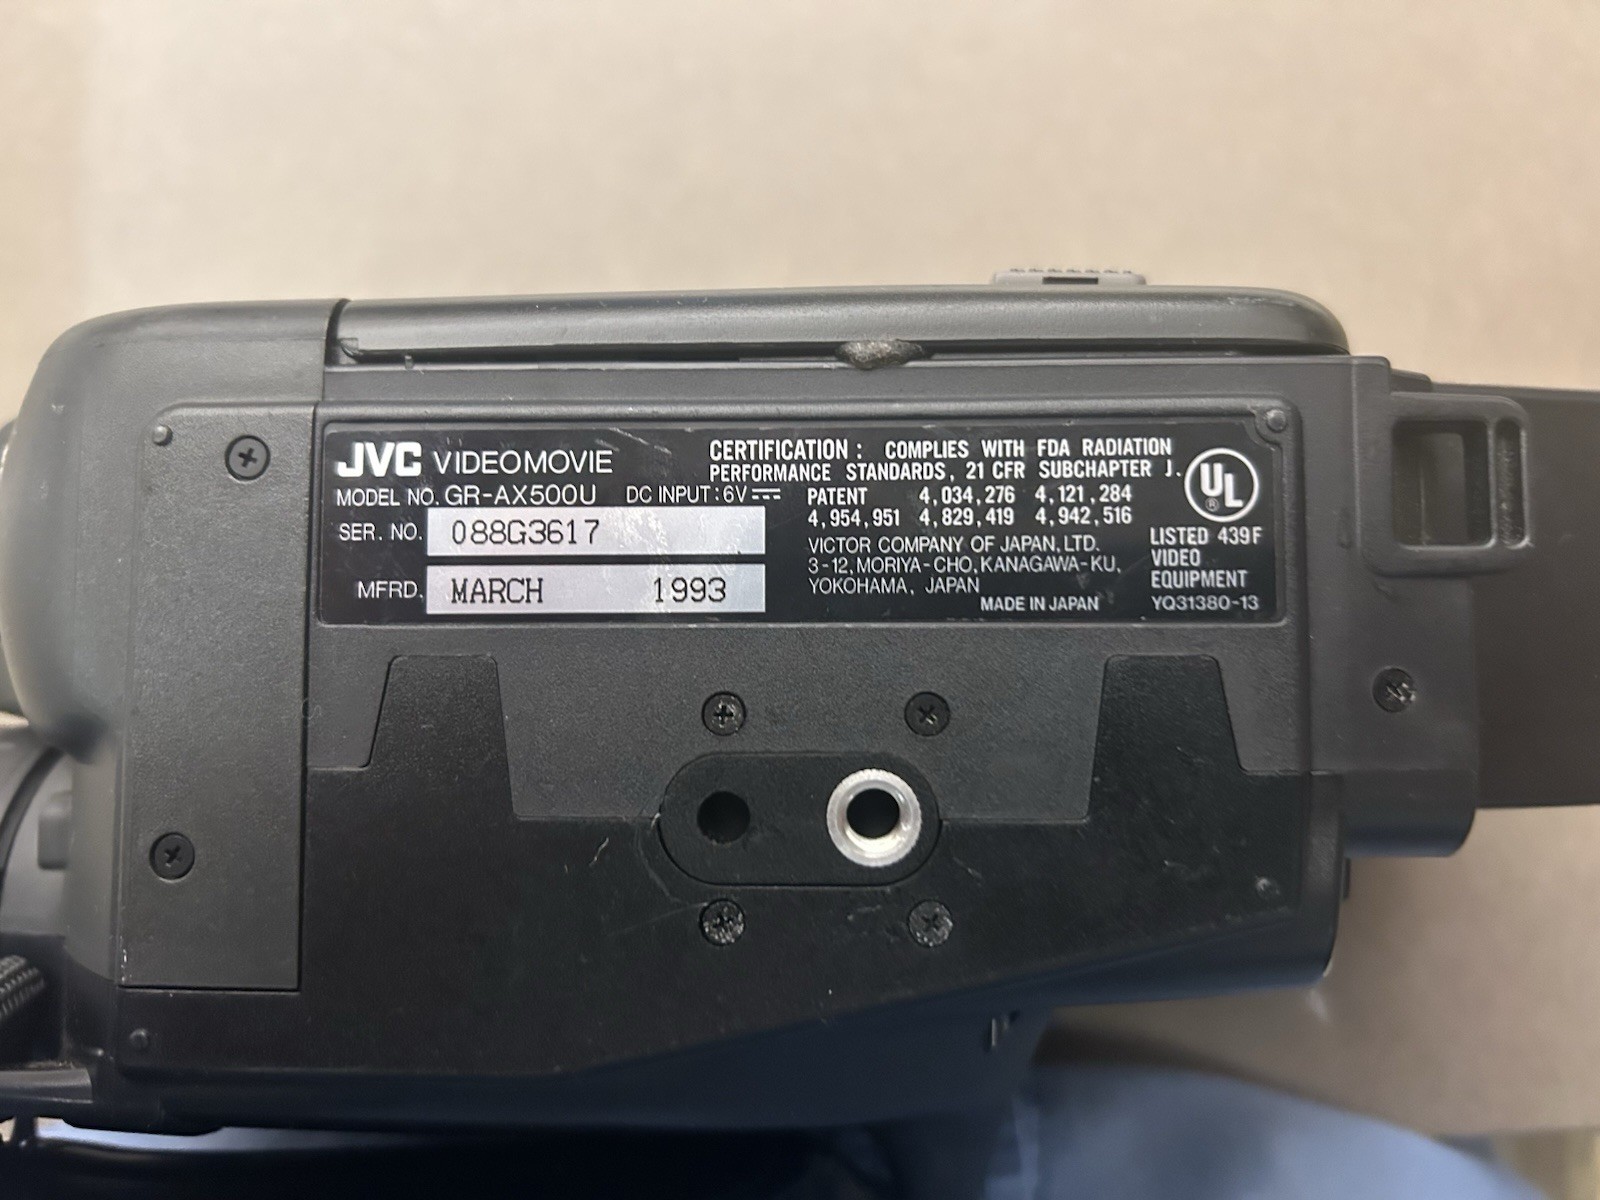 JVC VIDEOMOVIE
MODEL NO. GR-AX500U DC INPUT: 6V
SER. NO. 088G3617
MFRD. MARCH 1993
CERTIFICATION : COMPLIES WITH FDA RADIATION
PERFORMANCE STANDARDS, 21 CFR SUBCHAPTER J.
PATENT 4,034,276 4,121,284
4,954,951 4,829,419 4,942,516
VICTOR COMPANY OF JAPAN, LTD.
3-12, MORIYA-CHO, KANAGAWA-KU,
YOKOHAMA, JAPAN
MADE IN JAPAN
UL
®
LISTED 439F
VIDEO
EQUIPMENT
YQ31380-13